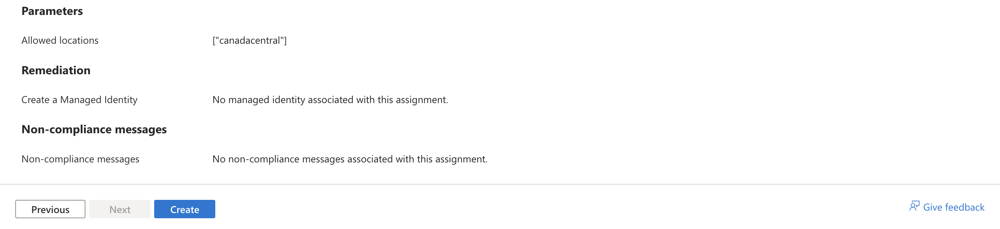 Parameters
Allowed locations ["canadacentral"]
Remediation
Create a Managed Identity No managed identity associated with this assignment.
Non-compliance messages
Non-compliance messages No non-compliance messages associated with this assignment.
Previous Next Create Give feedback